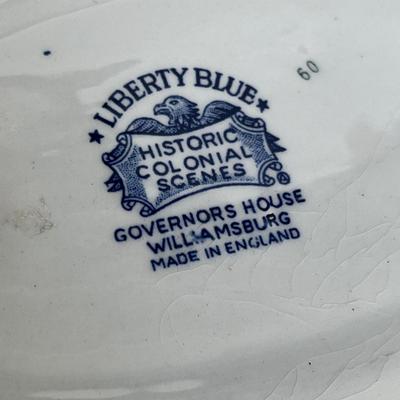 LIBERTY BLUE
HISTORIC
COLONIAL
SCENES
GOVERNORS HOUSE
WILLIAMSBURG
MADE IN ENGLAND
60